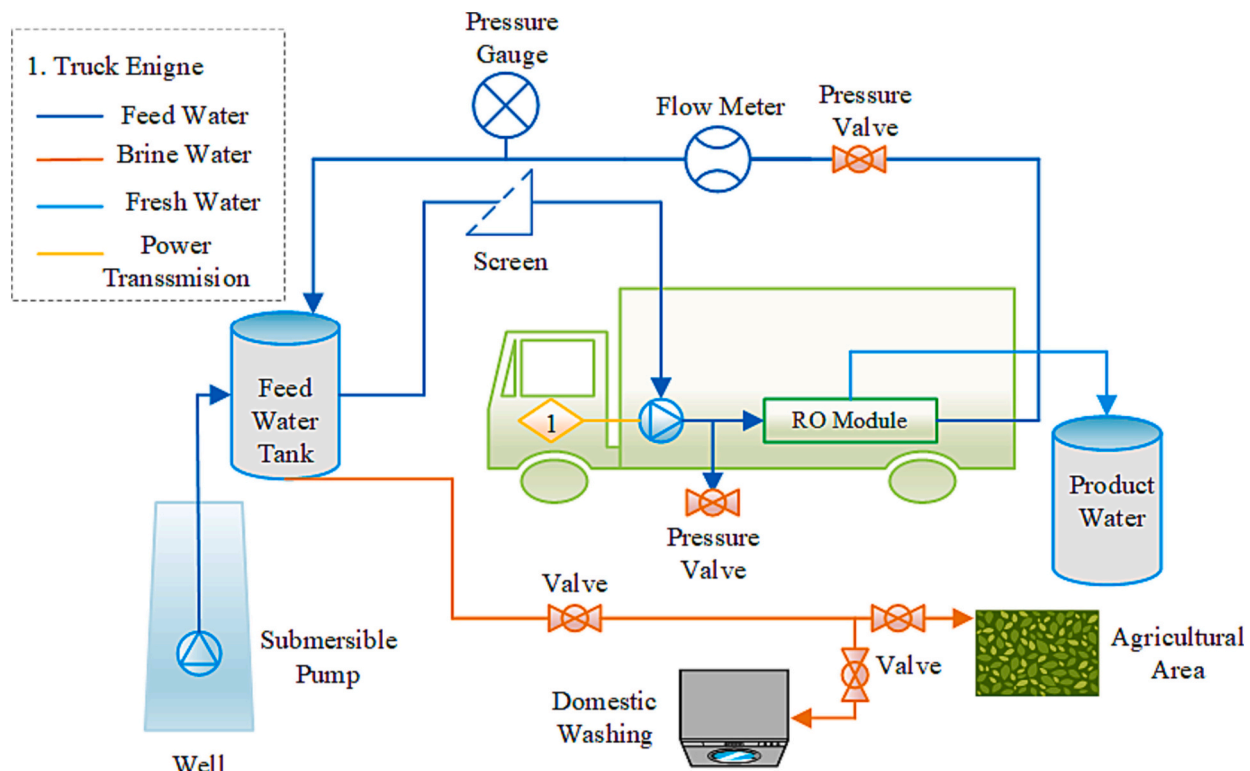 1. Truck Enigne
Feed Water
Brine Water
Fresh Water
Power
Transsmision
Pressure
Gauge
Flow Meter
Pressure
Valve
Screen
Feed
Water
Tank
1
RO Module
Product
Water
Pressure
Valve
Valve
Submersible
Pump
Valve
Agricultural
Area
Domestic
Washing
Well